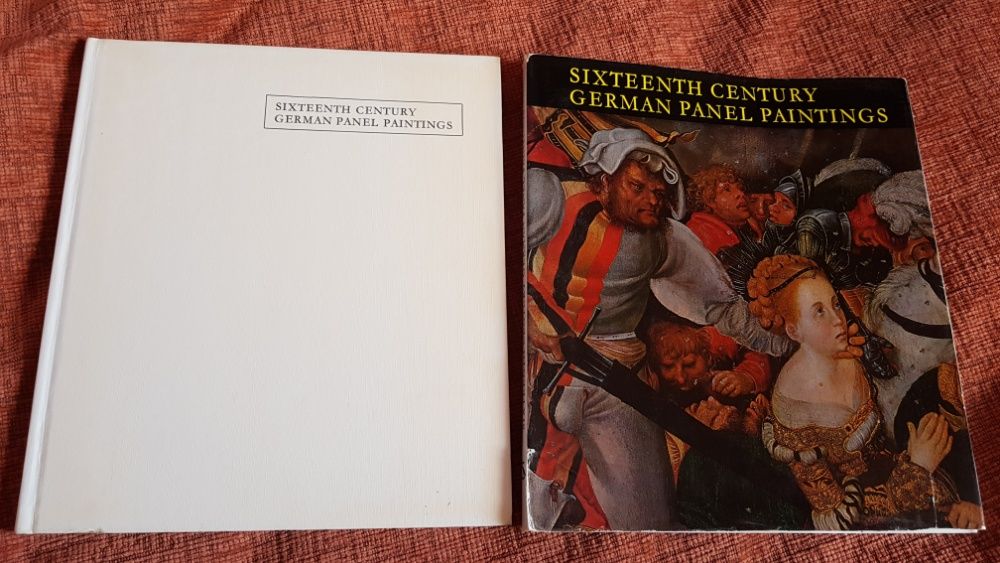 SIXTEENTH CENTURY
GERMAN PANEL PAINTINGS
SIXTEENTH CENTURY
GERMAN PANEL PAINTINGS